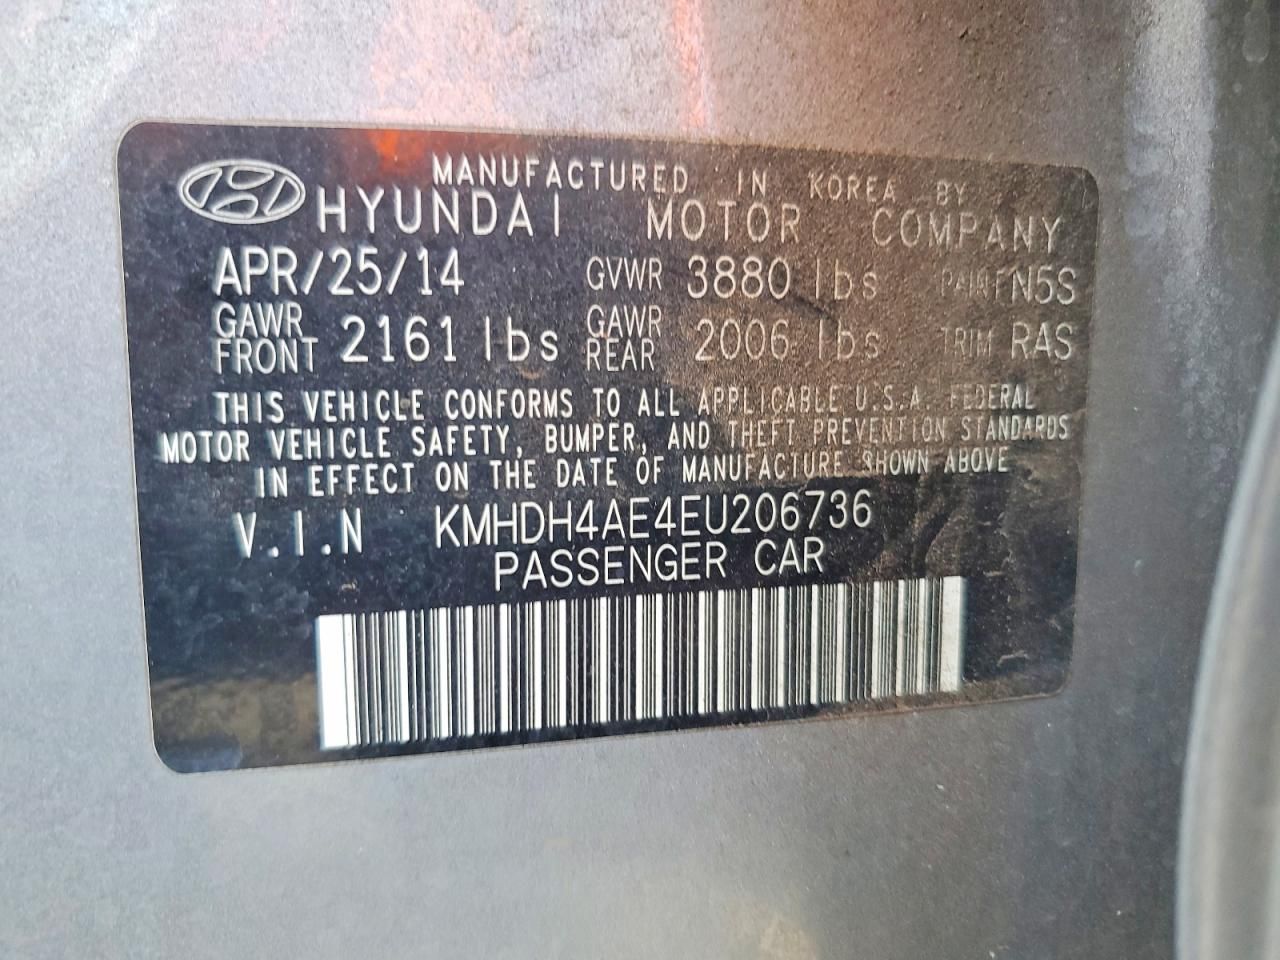 MANUFACTURED IN KOREA BY
HYUNDAI MOTOR COMPANY
APR/25/14 GVWR 3880 lbs PAINT N5S
GAWR FRONT 2161 lbs GAWR REAR 2006 lbs TRIM RAS
THIS VEHICLE CONFORMS TO ALL APPLICABLE U.S.A. FEDERAL
MOTOR VEHICLE SAFETY, BUMPER, AND THEFT PREVENTION STANDARDS
IN EFFECT ON THE DATE OF MANUFACTURE SHOWN ABOVE
V.I.N KMHDH4AE4EU206736
PASSENGER CAR